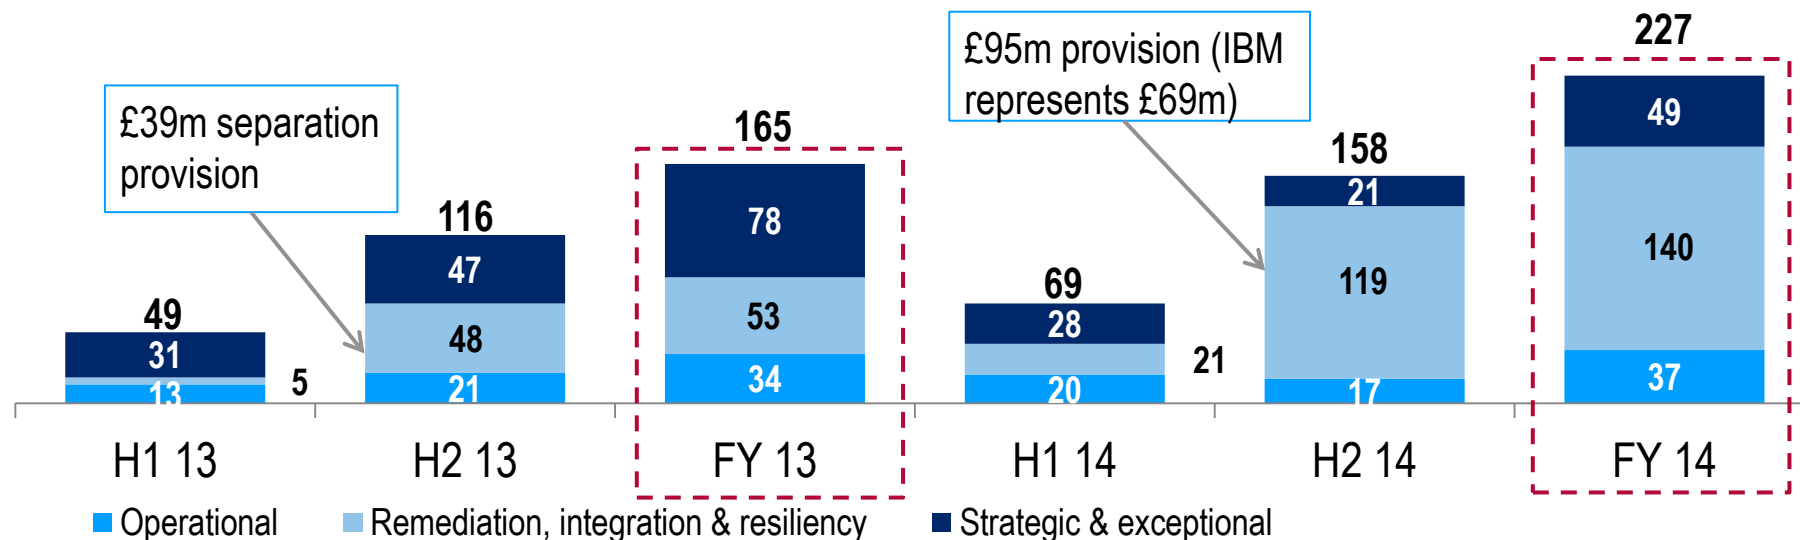 £39m separation
provision
£95m provision (IBM
represents £69m)
49
31
5
13
116
47
48
21
165
78
53
34
69
28
21
20
158
21
119
17
227
49
140
37
H1 13
H2 13
FY 13
H1 14
H2 14
FY 14
Operational
Remediation, integration & resiliency
Strategic & exceptional